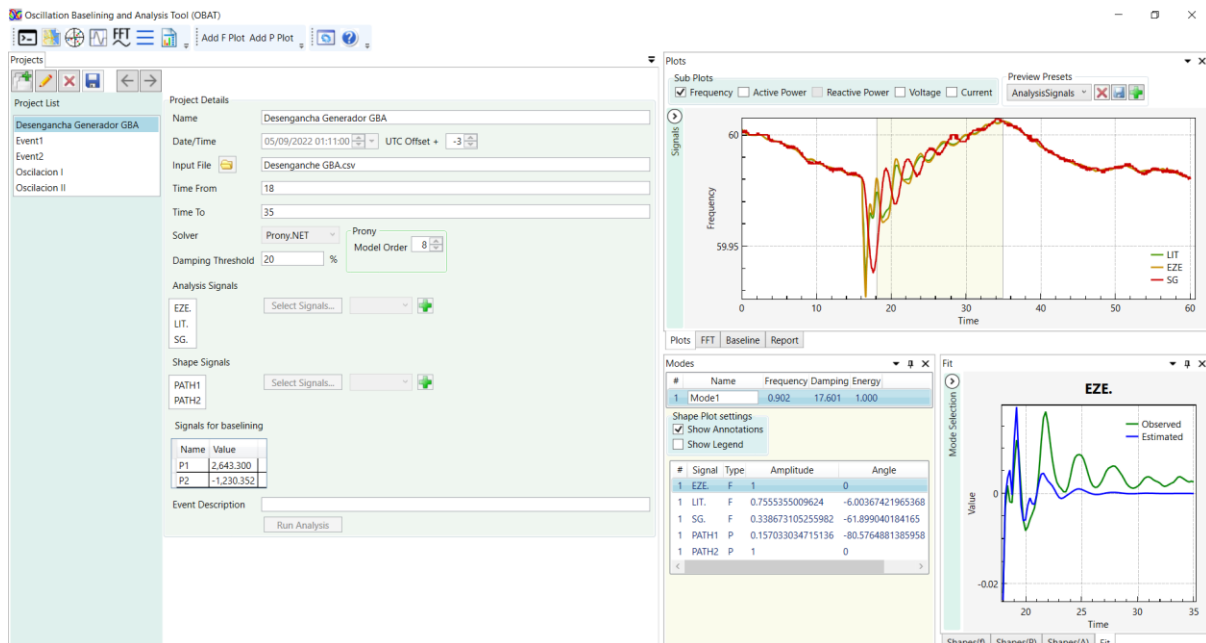 Oscillation Baselining and Analysis Tool (OBAT)
FFT
Add F Plot Add P Plot
Projects
Project List
Desengancha Generador GBA
Event1
Event2
Oscilacion I
Oscilacion II
Project Details
Name Desengancha Generador GBA
Date/Time 05/09/2022 01:11:00 UTC Offset + -3
Input File Desenganche GBA.csv
Time From 18
Time To 35
Solver Prony.NET
Prony
Model Order 8
Damping Threshold 20 %
Analysis Signals
EZE. Select Signals...
LIT.
SG.
Shape Signals
PATH1 Select Signals...
PATH2
Signals for baselining
Name Value
P1 2,643.300
P2 -1,230.352
Event Description
Run Analysis
Plots
Sub Plots
Frequency Active Power Reactive Power Voltage Current
Preview Presets
AnalysisSignals
Signals
Frequency
60
59.95
LIT
EZE
SG
0 10 20 30 40 50 60
Time
Plots FFT Baseline Report
Modes
# Name Frequency Damping Energy
1 Mode1 0.902 17.601 1.000
Shape Plot settings
Show Annotations
Show Legend
# Signal Type Amplitude Angle
1 EZE. F 1 0
1 LIT. F 0.7555355009624 -6.00367421965368
1 SG. F 0.338673105255982 -61.899040184165
1 PATH1 P 0.157033034715136 -80.5764881385958
1 PATH2 P 1 0
Fit
Mode Selection
EZE.
Observed
Estimated
Value
0
-0.02
20 25 30 35
Time
Shapes(f) Shapes(P) Shapes(A) Fit